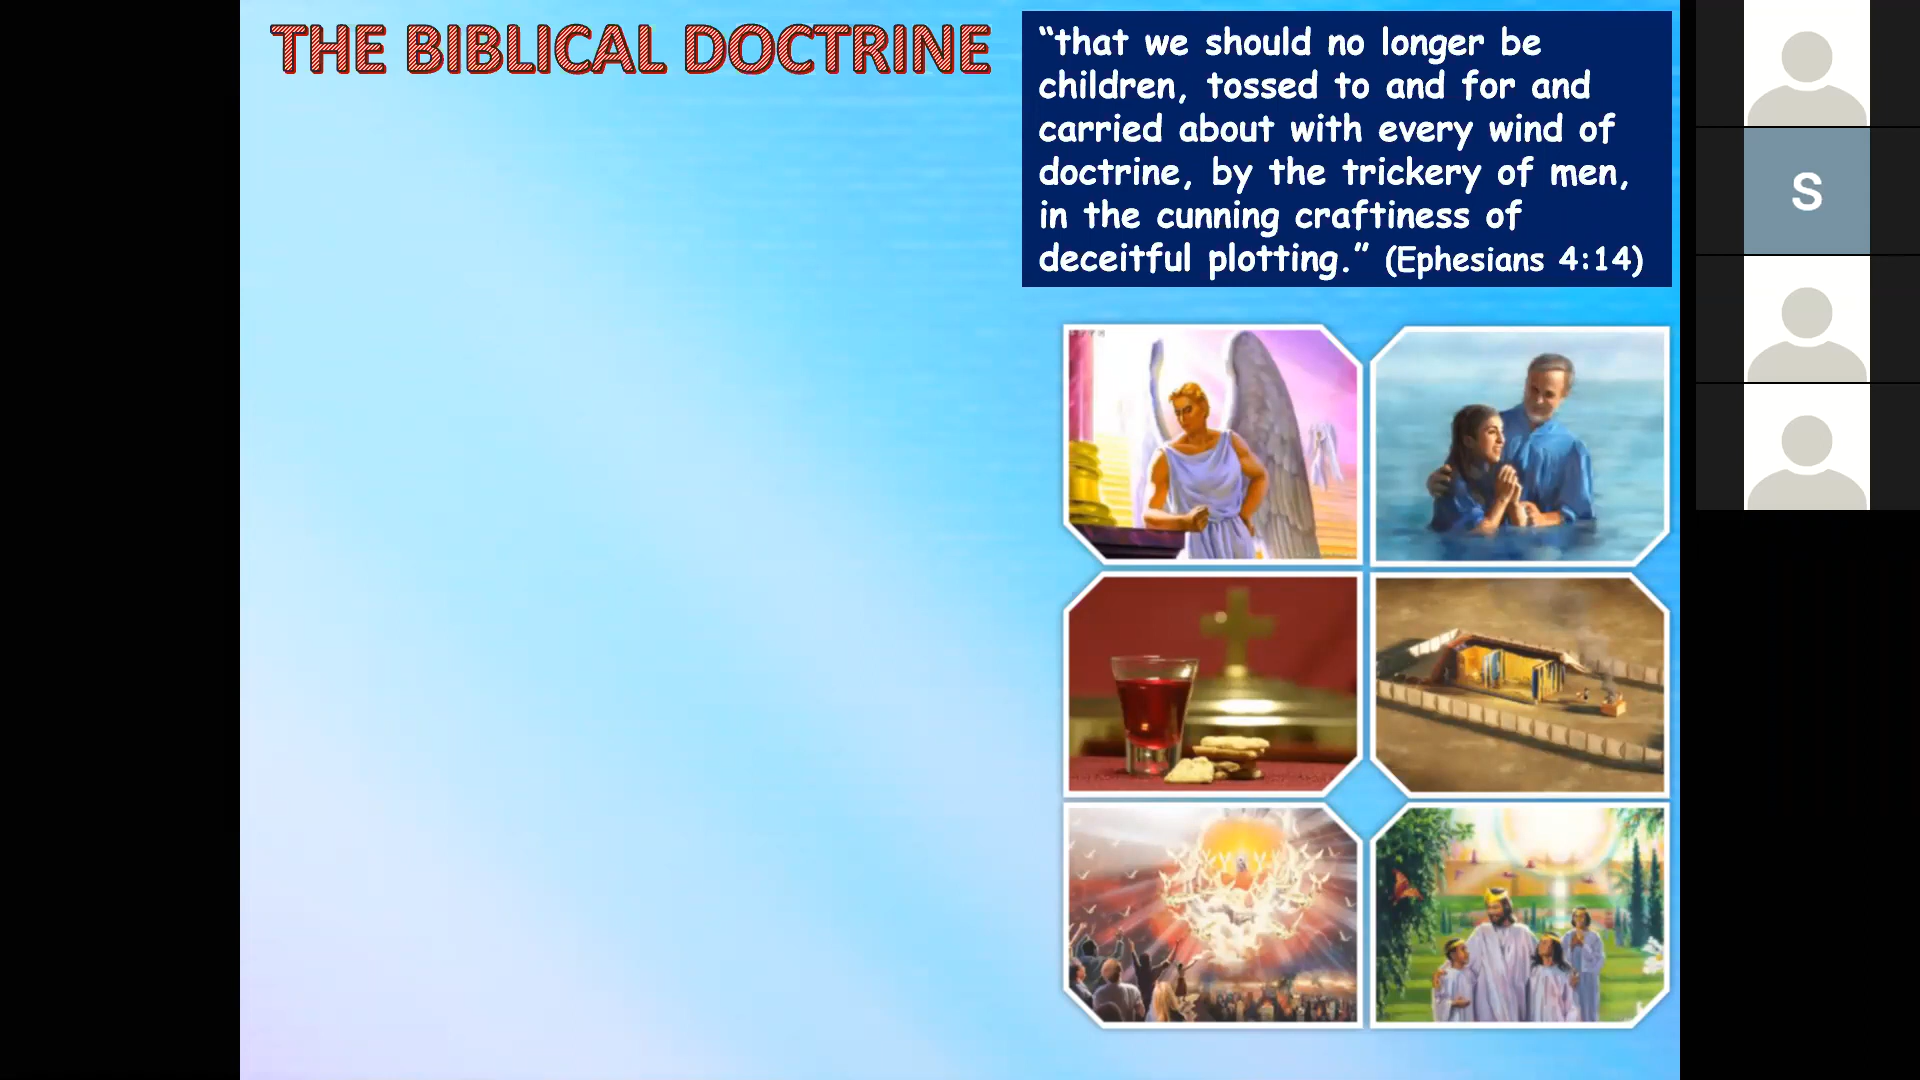 THE BIBLICAL DOCTRINE
“that we should no longer be
children, tossed to and for and
carried about with every wind of
doctrine, by the trickery of men,
in the cunning craftiness of
deceitful plotting.” (Ephesians 4:14)
S